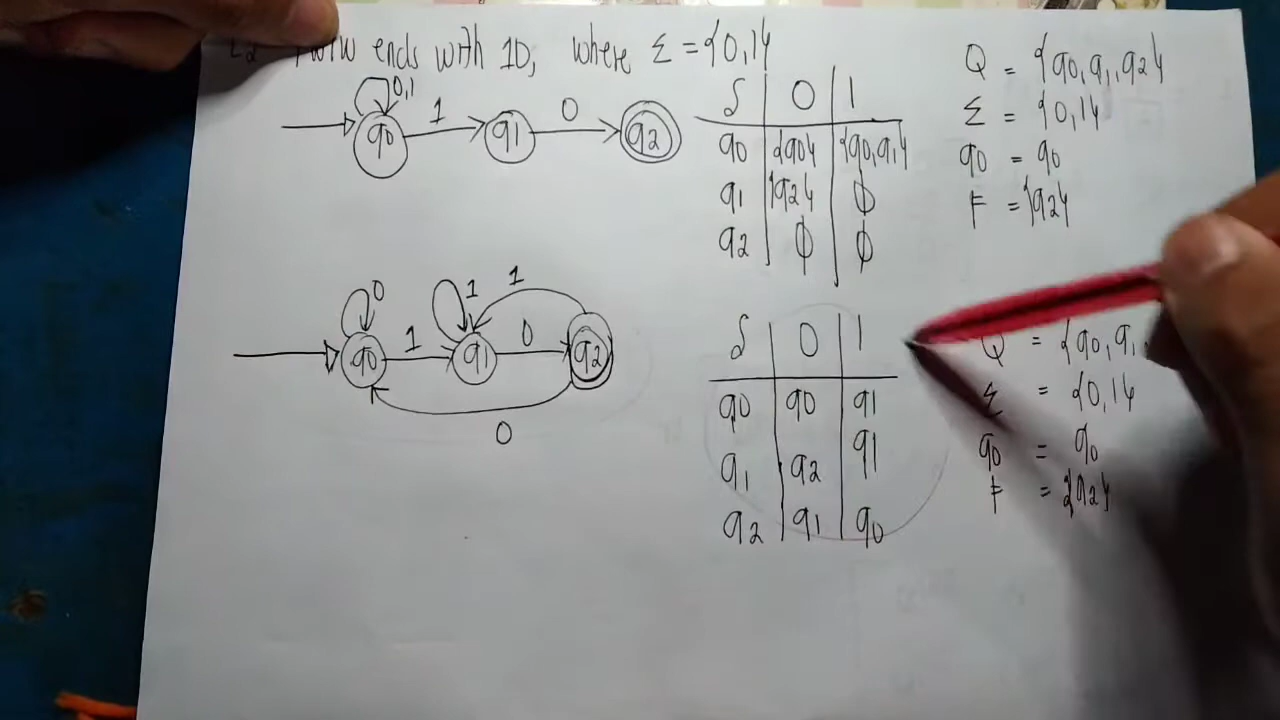 w ends with 10, where Σ = {0,1}
0,1
q0 1 q1 0 q2
δ 0 1
q0 {q0} {q0,q1}
q1 {q2} ϕ
q2 ϕ ϕ
Q = {q0,q1,q2}
Σ = {0,1}
q0 = q0
F = {q2}
0 1 1
q0 1 q1 0 q2
0
δ 0 1
q0 q0 q1
q1 q2 q1
q2 q1 q0
Q = {q0,q1,
Σ = {0,1}
q0 = q0
F = {q2}